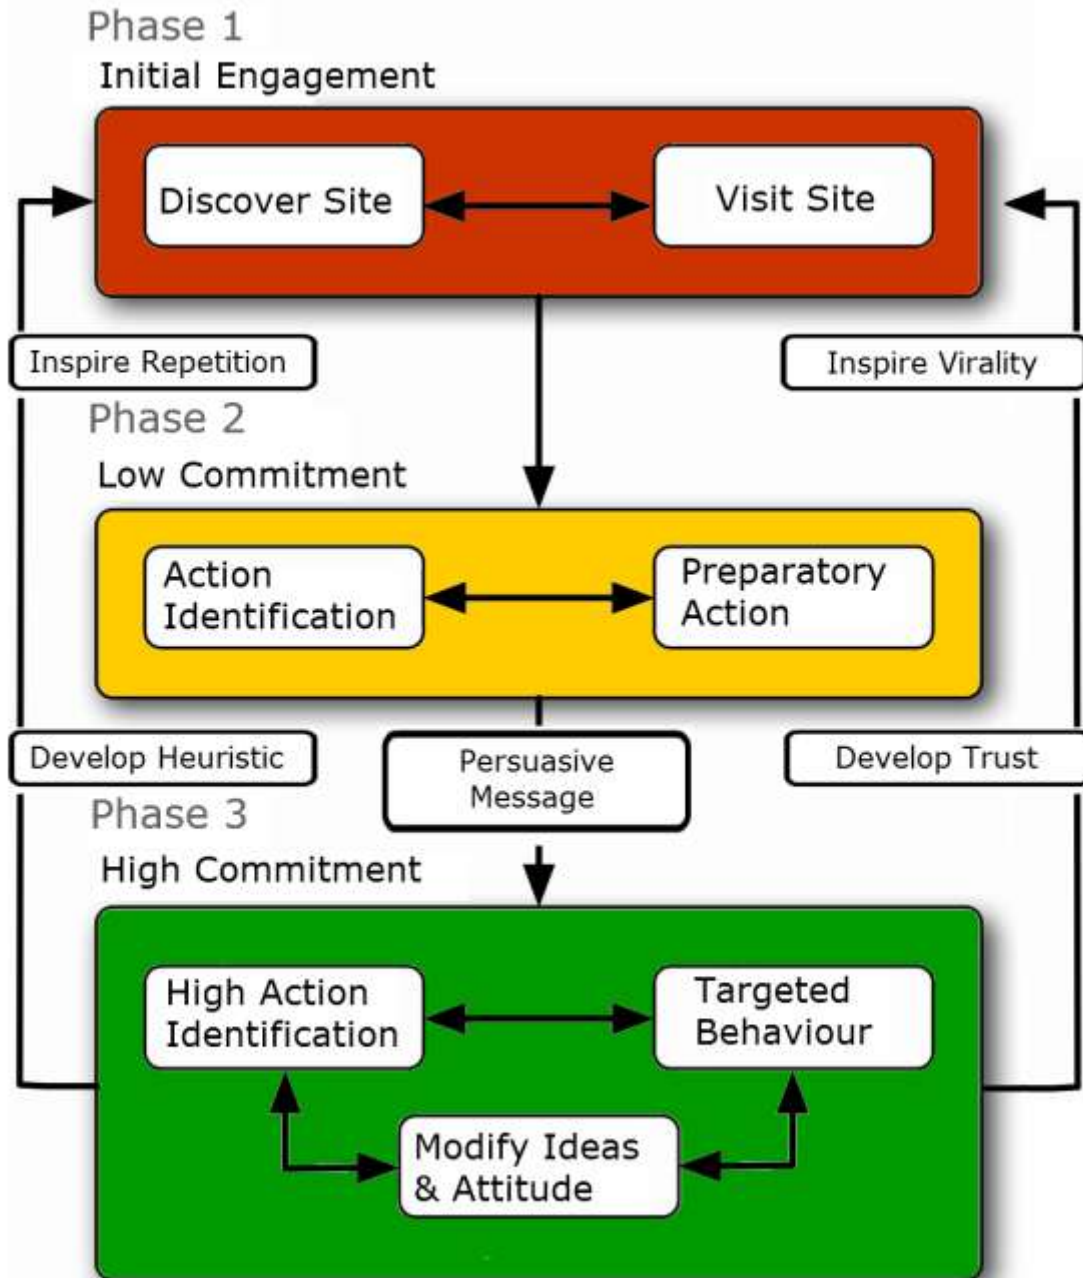 Phase 1
Initial Engagement
Discover Site
Visit Site
Inspire Repetition
Inspire Virality
Phase 2
Low Commitment
Action
Identification
Preparatory
Action
Develop Heuristic
Persuasive
Message
Develop Trust
Phase 3
High Commitment
High Action
Identification
Targeted
Behaviour
Modify Ideas
& Attitude